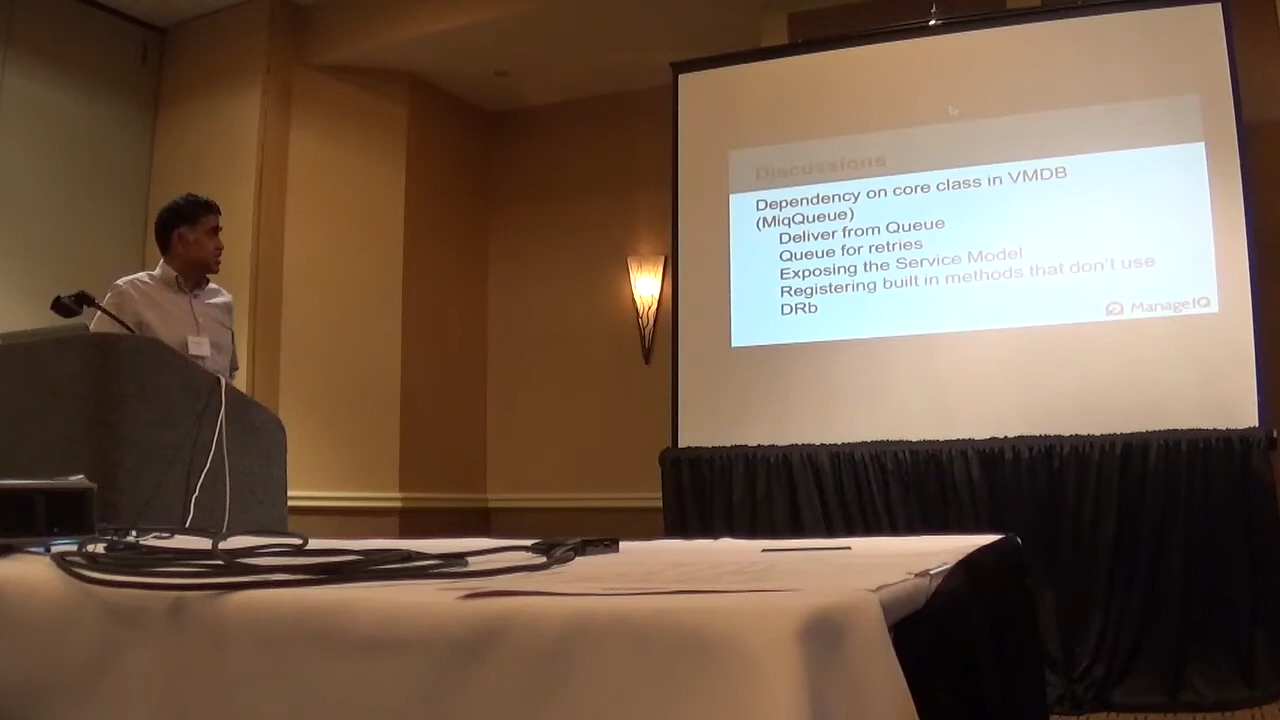 Discussions
Dependency on core class in VMDB
(MiqQueue)
Deliver from Queue
Queue for retries
Exposing the Service Model
Registering built in methods that don't use
DRb
ManageIQ